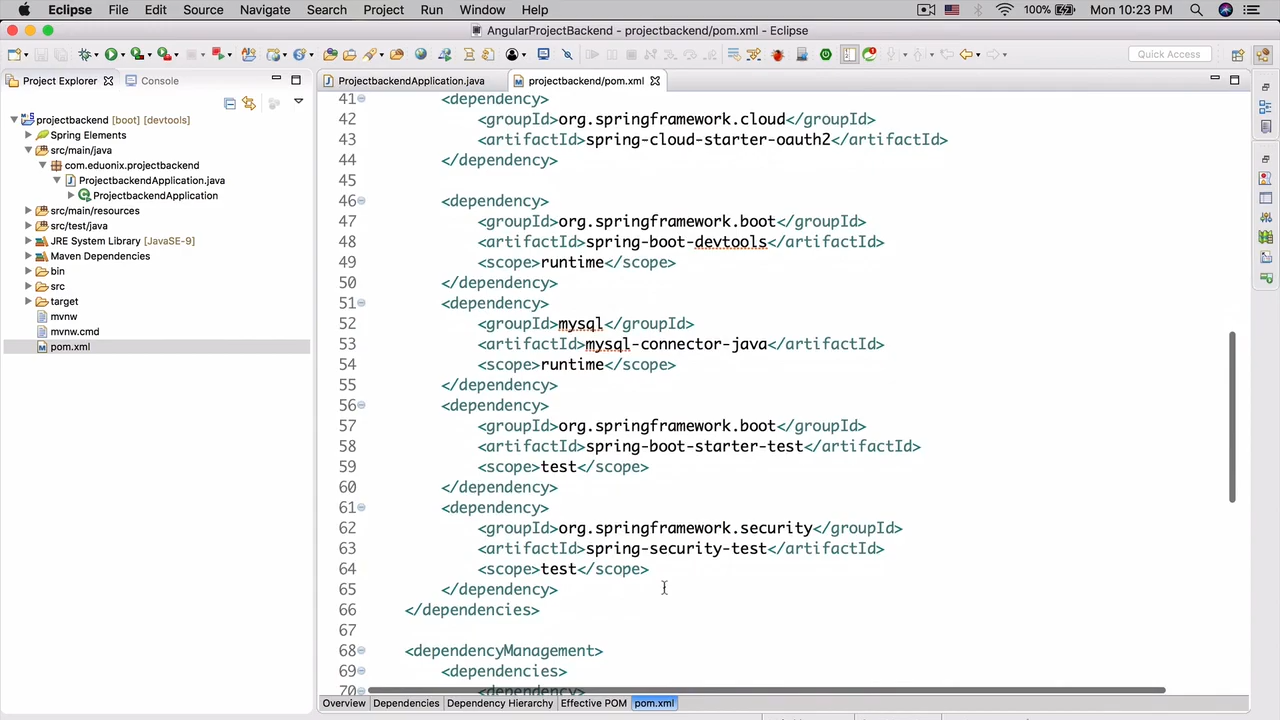 Eclipse File Edit Source Navigate Search Project Run Window Help 100% Mon 10:23 PM
AngularProjectBackend - projectbackend/pom.xml - Eclipse
Quick Access
Project Explorer Console
projectbackend [boot] [devtools]
Spring Elements
src/main/java
com.eduonix.projectbackend
ProjectbackendApplication.java
ProjectbackendApplication
src/main/resources
src/test/java
JRE System Library [JavaSE-9]
Maven Dependencies
bin
src
target
mvnw
mvnw.cmd
pom.xml
ProjectbackendApplication.java projectbackend/pom.xml
41 <dependency>
42 <groupId>org.springframework.cloud</groupId>
43 <artifactId>spring-cloud-starter-oauth2</artifactId>
44 </dependency>
45
46 <dependency>
47 <groupId>org.springframework.boot</groupId>
48 <artifactId>spring-boot-devtools</artifactId>
49 <scope>runtime</scope>
50 </dependency>
51 <dependency>
52 <groupId>mysql</groupId>
53 <artifactId>mysql-connector-java</artifactId>
54 <scope>runtime</scope>
55 </dependency>
56 <dependency>
57 <groupId>org.springframework.boot</groupId>
58 <artifactId>spring-boot-starter-test</artifactId>
59 <scope>test</scope>
60 </dependency>
61 <dependency>
62 <groupId>org.springframework.security</groupId>
63 <artifactId>spring-security-test</artifactId>
64 <scope>test</scope>
65 </dependency>
66 </dependencies>
67
68 <dependencyManagement>
69 <dependencies>
70 <dependency>
Overview Dependencies Dependency Hierarchy Effective POM pom.xml